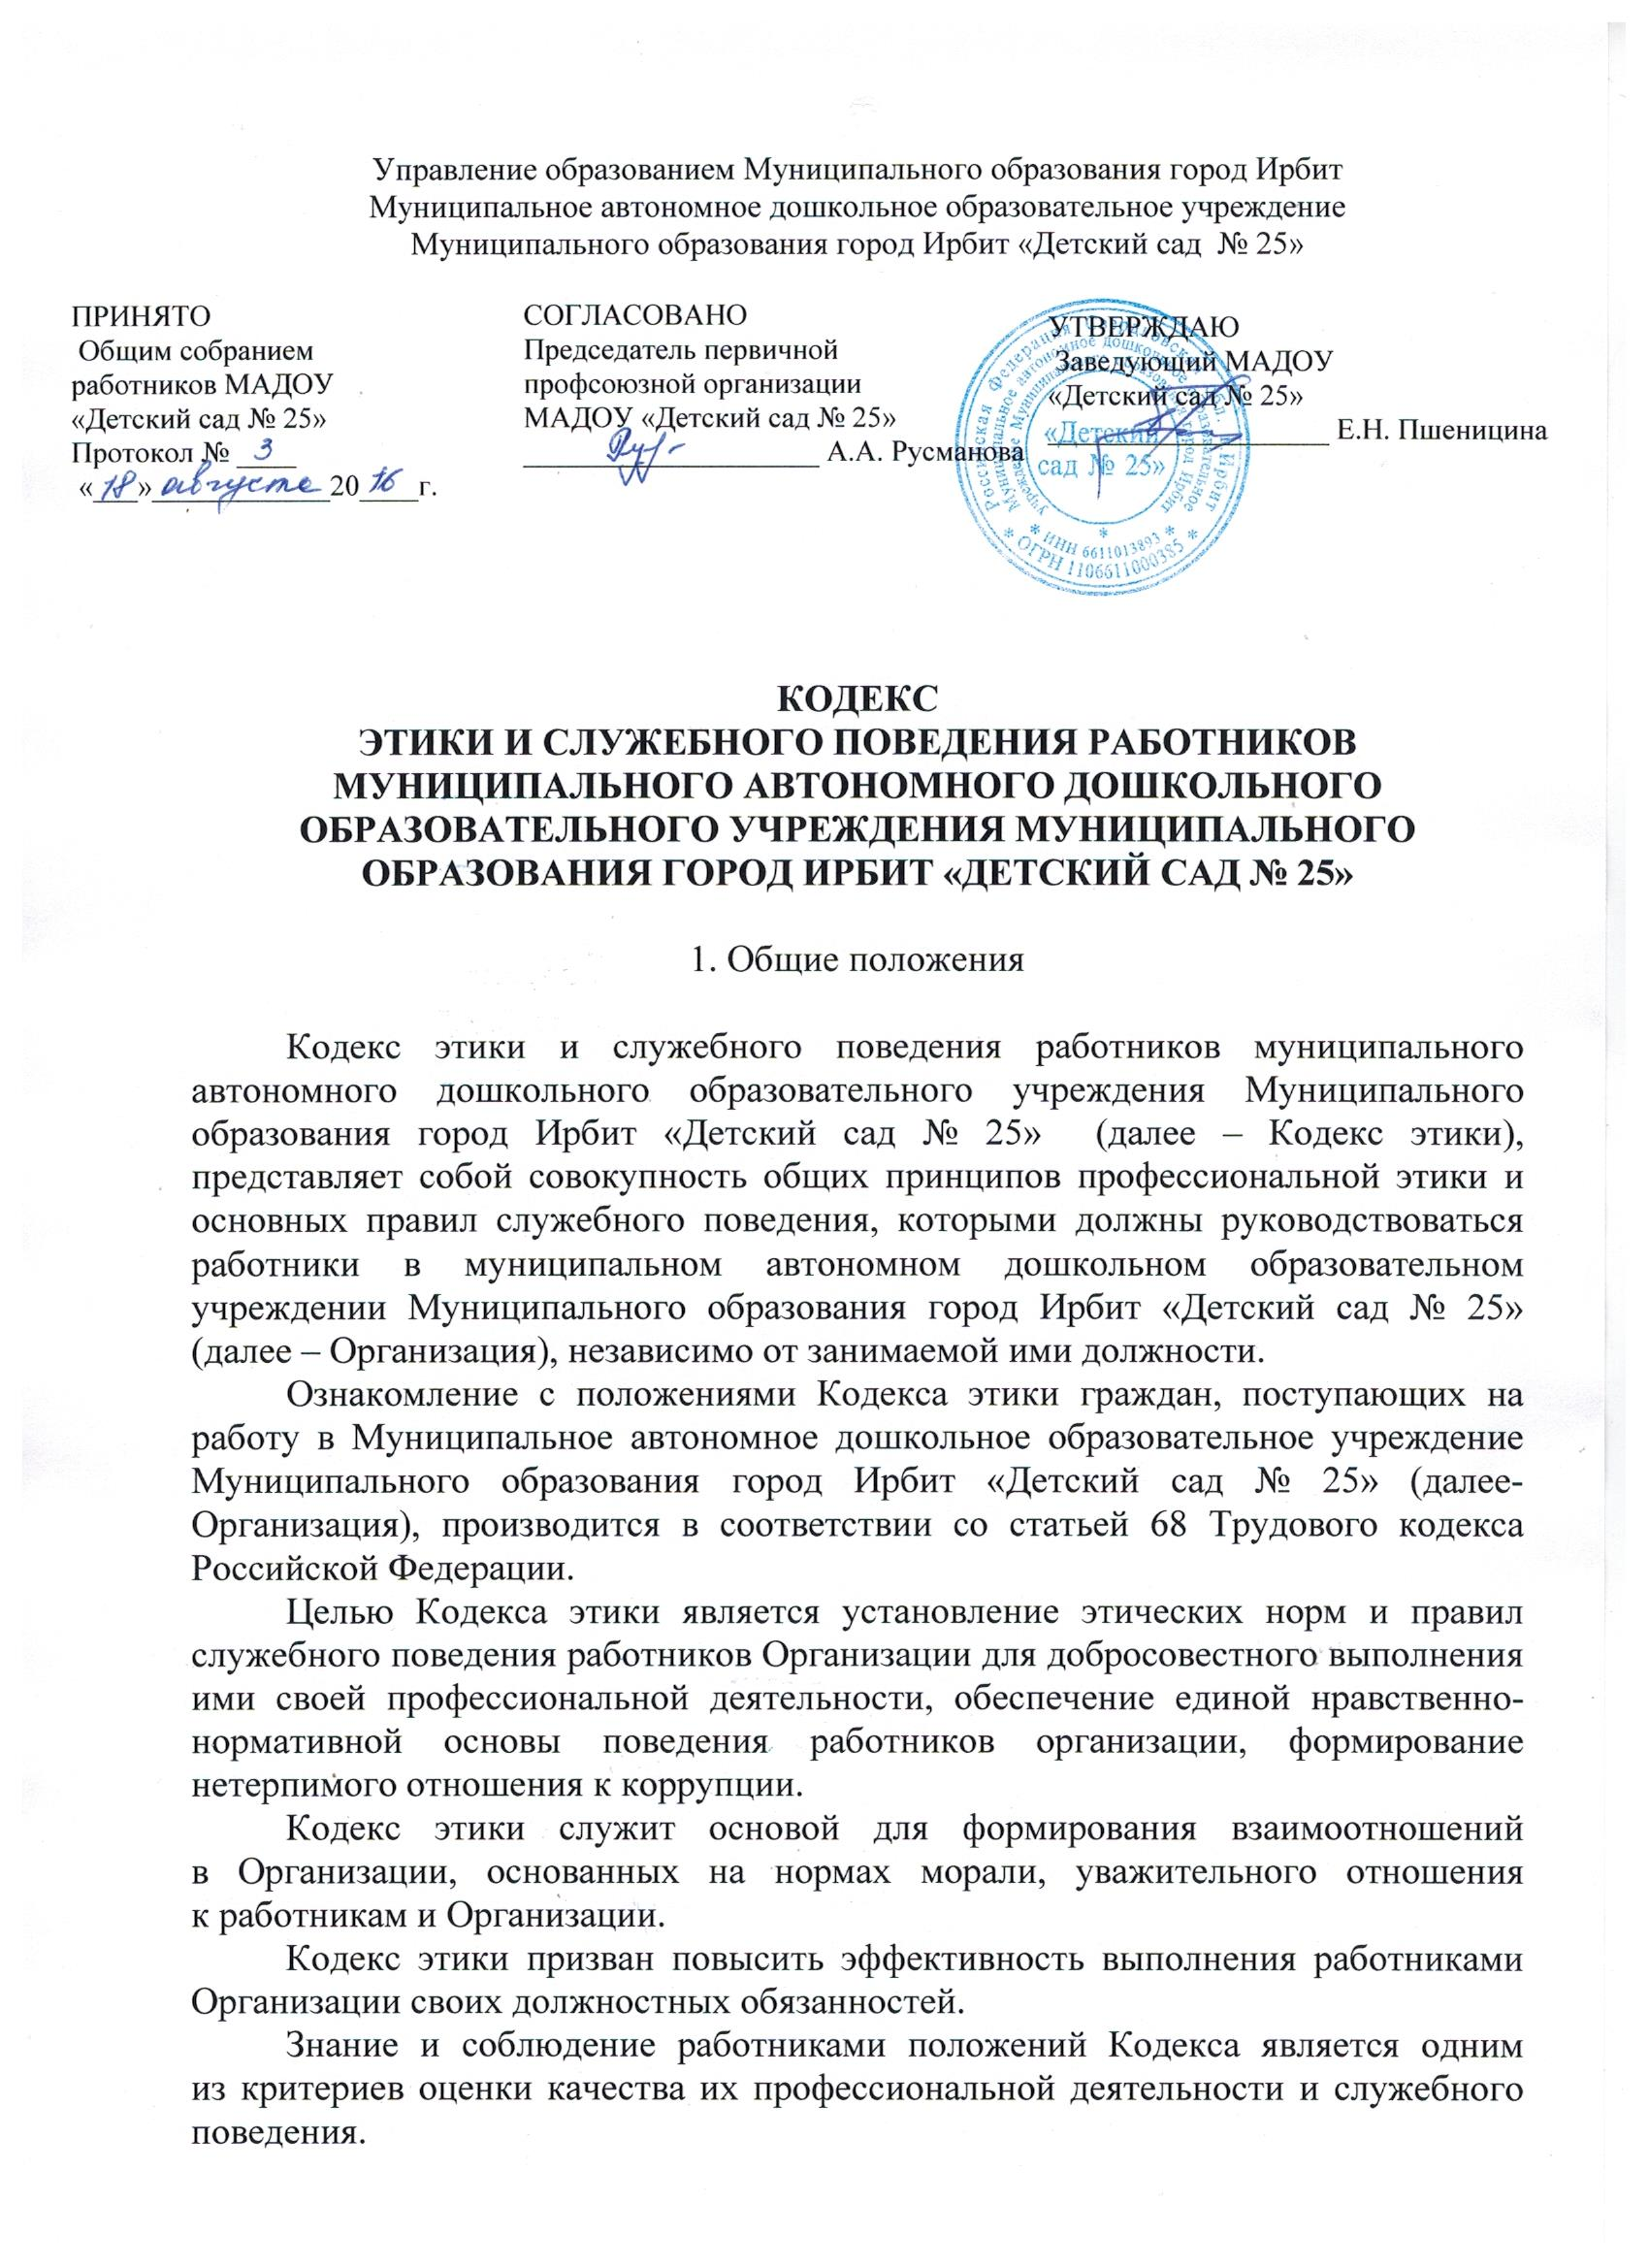 Управление образованием Муниципального образования город Ирбит
Муниципальное автономное дошкольное образовательное учреждение
Муниципального образования город Ирбит «Детский сад № 25»
ПРИНЯТО
Общим собранием
работников МАДОУ
«Детский сад № 25»
Протокол № 3
«18» августа 2016 г.
СОГЛАСОВАНО
Председатель первичной
профсоюзной организации
МАДОУ «Детский сад № 25»
____________________ А.А. Русманова
УТВЕРЖДАЮ
Заведующий МАДОУ
«Детский сад № 25»
___________________ Е.Н. Пшеницина
«Детский
сад № 25»
* ИНН 6611013893 *
* ОГРН 1106611000385 *
КОДЕКС
ЭТИКИ И СЛУЖЕБНОГО ПОВЕДЕНИЯ РАБОТНИКОВ
МУНИЦИПАЛЬНОГО АВТОНОМНОГО ДОШКОЛЬНОГО
ОБРАЗОВАТЕЛЬНОГО УЧРЕЖДЕНИЯ МУНИЦИПАЛЬНОГО
ОБРАЗОВАНИЯ ГОРОД ИРБИТ «ДЕТСКИЙ САД № 25»
1. Общие положения
Кодекс этики и служебного поведения работников муниципального
автономного дошкольного образовательного учреждения Муниципального
образования город Ирбит «Детский сад № 25» (далее – Кодекс этики),
представляет собой совокупность общих принципов профессиональной этики и
основных правил служебного поведения, которыми должны руководствоваться
работники в муниципальном автономном дошкольном образовательном
учреждении Муниципального образования город Ирбит «Детский сад № 25»
(далее – Организация), независимо от занимаемой ими должности.
Ознакомление с положениями Кодекса этики граждан, поступающих на
работу в Муниципальное автономное дошкольное образовательное учреждение
Муниципального образования город Ирбит «Детский сад № 25» (далее-
Организация), производится в соответствии со статьей 68 Трудового кодекса
Российской Федерации.
Целью Кодекса этики является установление этических норм и правил
служебного поведения работников Организации для добросовестного выполнения
ими своей профессиональной деятельности, обеспечение единой нравственно-
нормативной основы поведения работников организации, формирование
нетерпимого отношения к коррупции.
Кодекс этики служит основой для формирования взаимоотношений
в Организации, основанных на нормах морали, уважительного отношения
к работникам и Организации.
Кодекс этики призван повысить эффективность выполнения работниками
Организации своих должностных обязанностей.
Знание и соблюдение работниками положений Кодекса является одним
из критериев оценки качества их профессиональной деятельности и служебного
поведения.